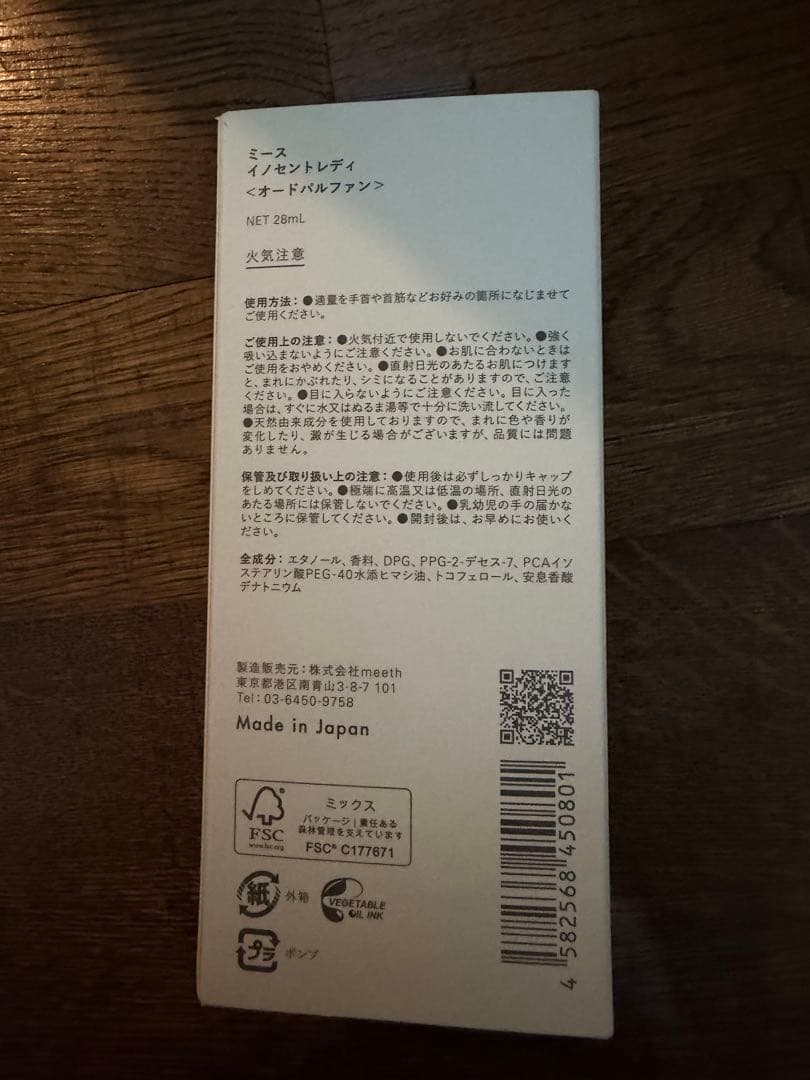 ミース
イノセントレディ
<オードパルファン>
NET 28mL
火気注意
使用方法：●適量を手首や首筋などお好みの箇所になじませて
ご使用ください。
ご使用上の注意：●火気付近で使用しないでください。●強く
吸い込まないようにご注意ください。●お肌に合わないときは
ご使用をおやめください。●直射日光のあたるお肌につけます
と、まれにかぶれたり、シミになることがありますので、ご注意
ください。●目に入らないようにご注意ください。目に入った
場合は、すぐに水又はぬるま湯等で十分に洗い流してください。
●天然由来成分を使用しておりますので、まれに色や香りが
変化したり、澱が生じる場合がございますが、品質には問題
ありません。
保管及び取り扱い上の注意：●使用後は必ずしっかりキャップ
をしめてください。●極端に高温又は低温の場所、直射日光の
あたる場所には保管しないでください。●乳幼児の手の届かな
いところに保管してください。●開封後は、お早めにお使いく
ださい。
全成分：エタノール、香料、DPG、PPG-2-デセス-7、PCAイソ
ステアリン酸PEG-40水添ヒマシ油、トコフェロール、安息香酸
デナトニウム
製造販売元：株式会社meeth
東京都港区南青山3-8-7 101
Tel：03-6450-9758
Made in Japan
FSC
www.fsc.org
ミックス
パッケージ｜責任ある
森林管理を支えています
FSC® C177671
紙 外箱
VEGETABLE
OIL INK
プラ ポンプ
4 582568 450801